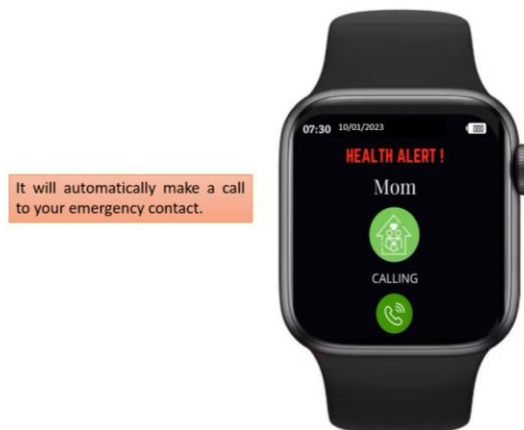 It will automatically make a call
to your emergency contact.
07:30 10/01/2023
HEALTH ALERT !
Mom
CALLING